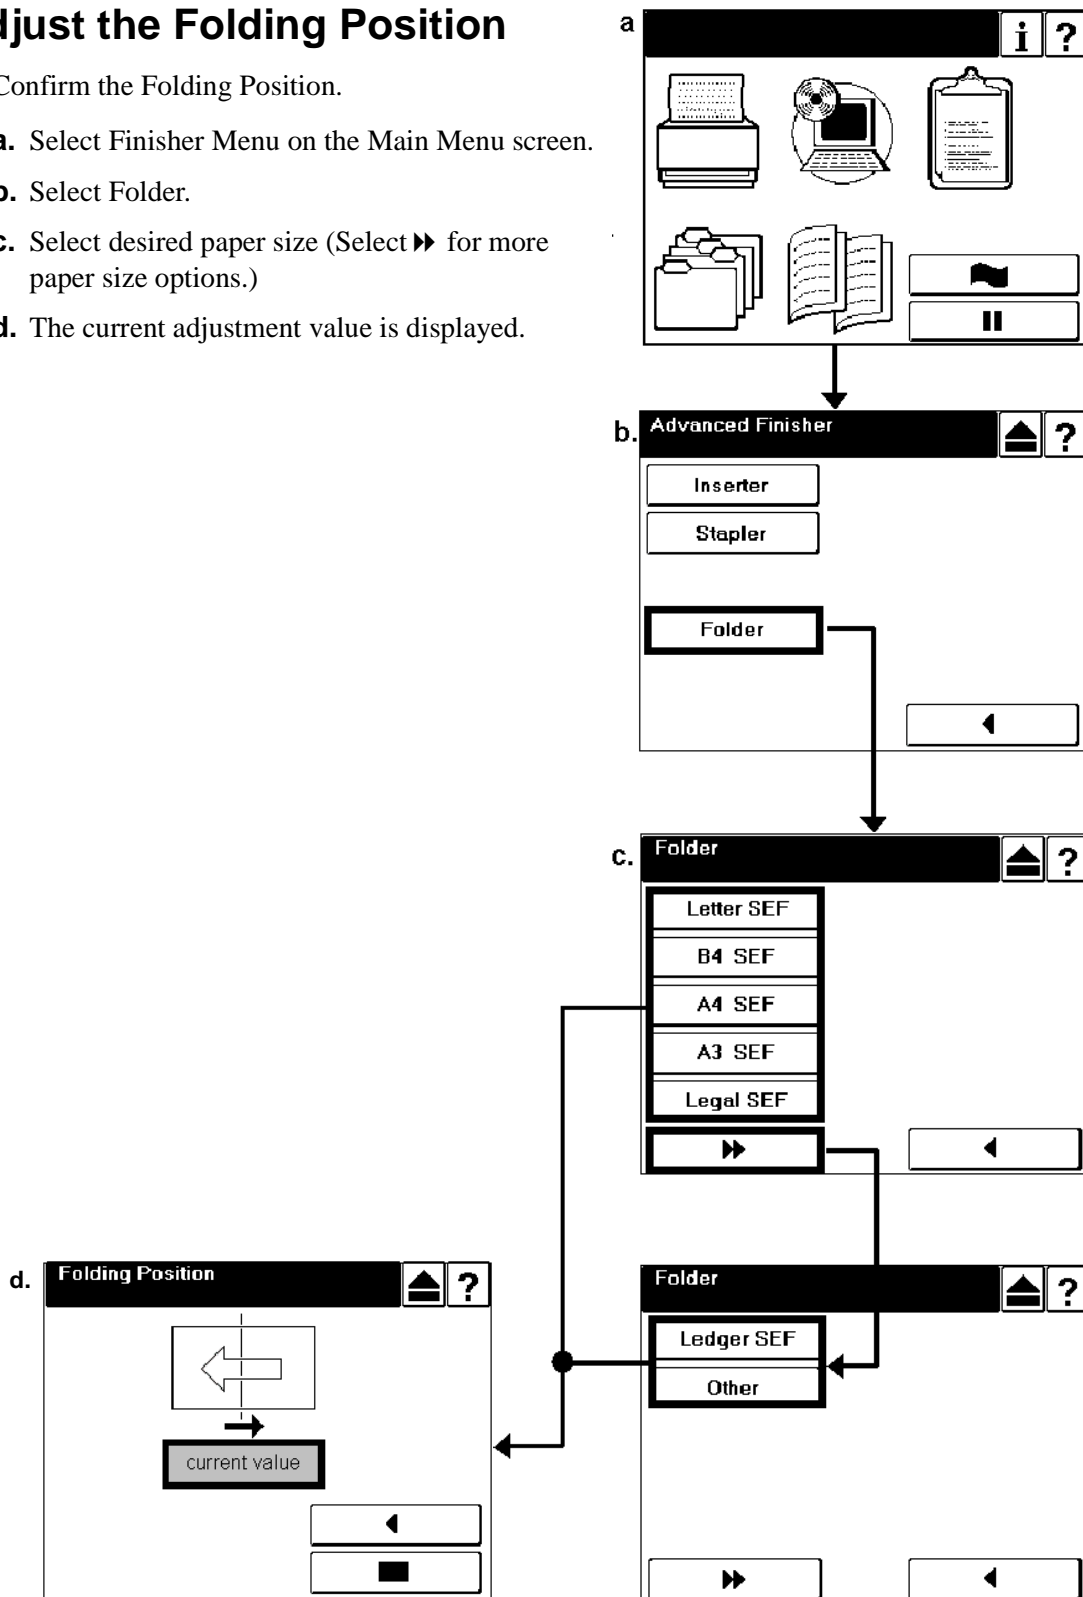 djust the Folding Position
Confirm the Folding Position.
a. Select Finisher Menu on the Main Menu screen.
b. Select Folder.
c. Select desired paper size (Select for more
paper size options.)
d. The current adjustment value is displayed.
a
i ?
b.
Advanced Finisher
?
Inserter
Stapler
Folder
c.
Folder
?
Letter SEF
B4 SEF
A4 SEF
A3 SEF
Legal SEF
d.
Folding Position
?
current value
Folder
?
Ledger SEF
Other